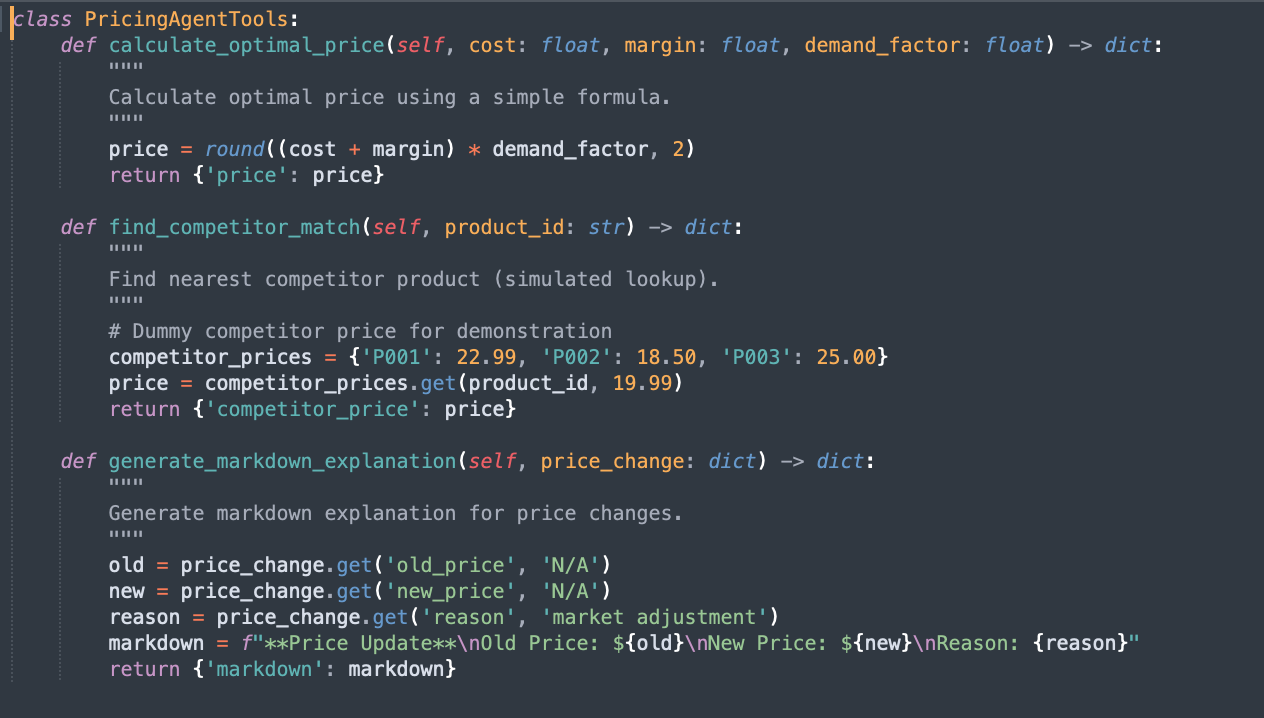 class PricingAgentTools:
    def calculate_optimal_price(self, cost: float, margin: float, demand_factor: float) -> dict:
        """
        Calculate optimal price using a simple formula.
        """
        price = round((cost + margin) * demand_factor, 2)
        return {'price': price}

    def find_competitor_match(self, product_id: str) -> dict:
        """
        Find nearest competitor product (simulated lookup).
        """
        # Dummy competitor price for demonstration
        competitor_prices = {'P001': 22.99, 'P002': 18.50, 'P003': 25.00}
        price = competitor_prices.get(product_id, 19.99)
        return {'competitor_price': price}

    def generate_markdown_explanation(self, price_change: dict) -> dict:
        """
        Generate markdown explanation for price changes.
        """
        old = price_change.get('old_price', 'N/A')
        new = price_change.get('new_price', 'N/A')
        reason = price_change.get('reason', 'market adjustment')
        markdown = f"**Price Update**\nOld Price: ${old}\nNew Price: ${new}\nReason: {reason}"
        return {'markdown': markdown}